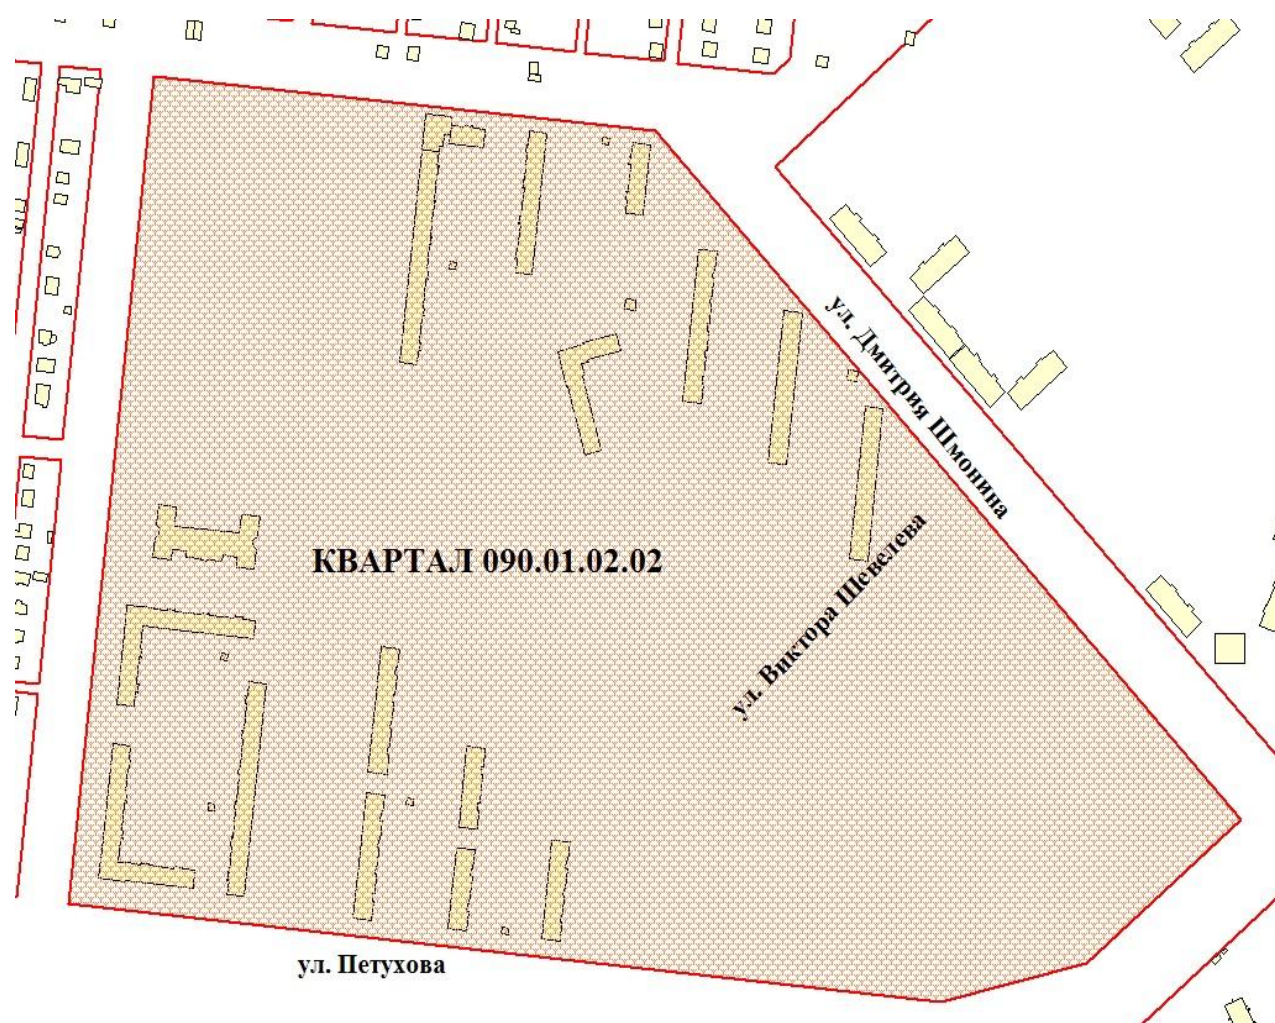 ул. Дмитрия Шмонина
КВАРТАЛ 090.01.02.02
ул. Виктора Шевелева
ул. Петухова